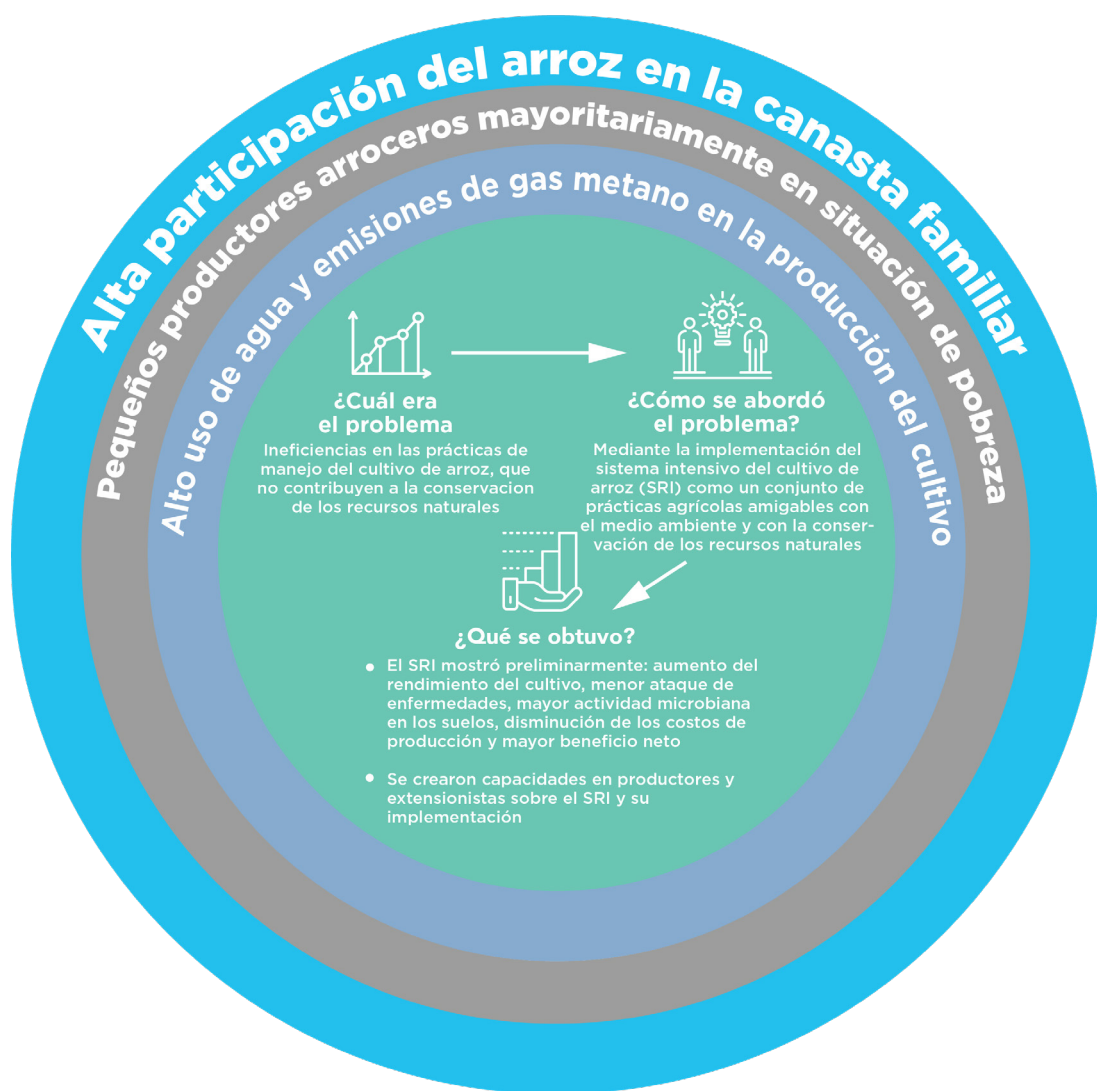 Alta participación del arroz en la canasta familiar
Pequeños productores arroceros mayoritariamente en situación de pobreza
Alto uso de agua y emisiones de gas metano en la producción del cultivo
¿Cuál era
el problema
Ineficiencias en las prácticas de
manejo del cultivo de arroz, que
no contribuyen a la conservacion
de los recursos naturales
¿Cómo se abordó
el problema?
Mediante la implementación del
sistema intensivo del cultivo de
arroz (SRI) como un conjunto de
prácticas agrícolas amigables con
el medio ambiente y con la conser-
vación de los recursos naturales
¿Qué se obtuvo?
• El SRI mostró preliminarmente: aumento del
rendimiento del cultivo, menor ataque de
enfermedades, mayor actividad microbiana
en los suelos, disminución de los costos de
producción y mayor beneficio neto
• Se crearon capacidades en productores y
extensionistas sobre el SRI y su
implementación